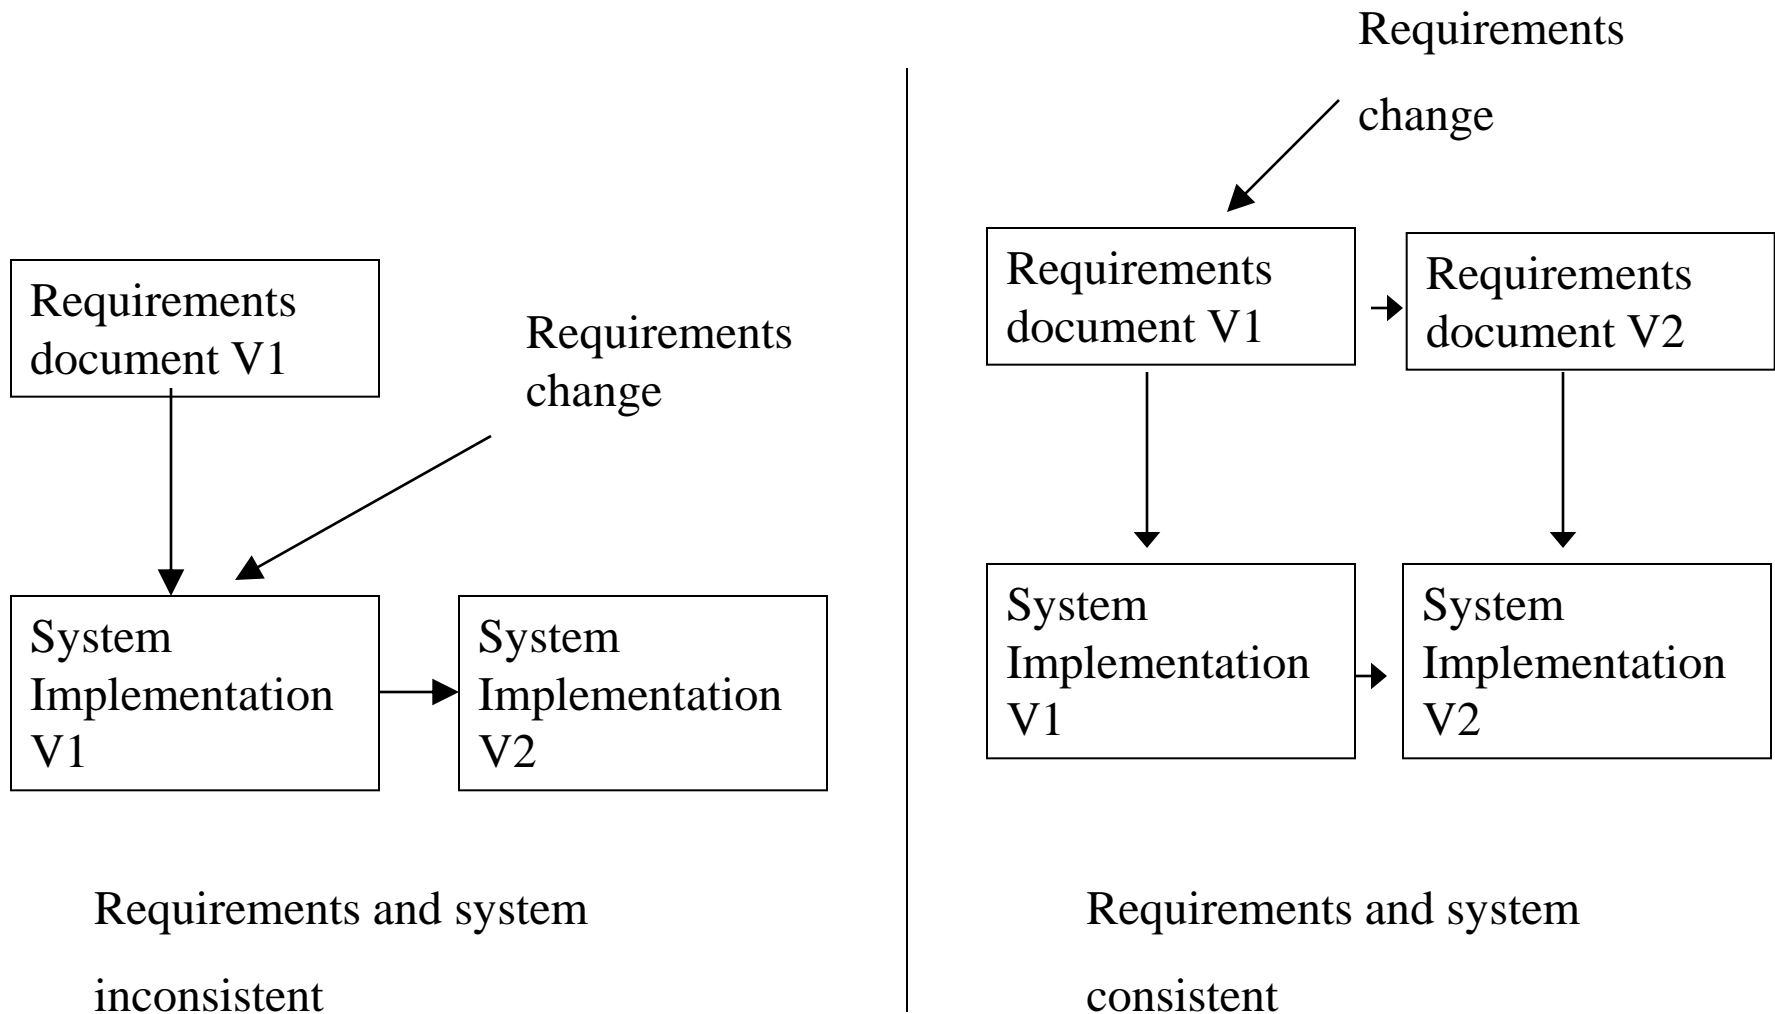 Requirements
document V1
Requirements
change
System
Implementation
V1
System
Implementation
V2
Requirements and system
inconsistent
Requirements
change
Requirements
document V1
Requirements
document V2
System
Implementation
V1
System
Implementation
V2
Requirements and system
consistent